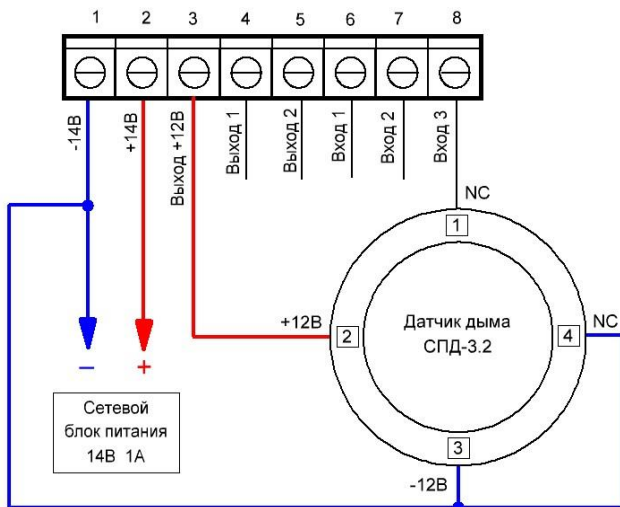 1 2 3 4 5 6 7 8
-14В
+14В
Выход +12В
Выход 1
Выход 2
Вход 1
Вход 2
Вход 3
NC
1
+12В
2
Датчик дыма
СПД-3.2
4
NC
3
-12В
–
+
Сетевой
блок питания
14В 1А